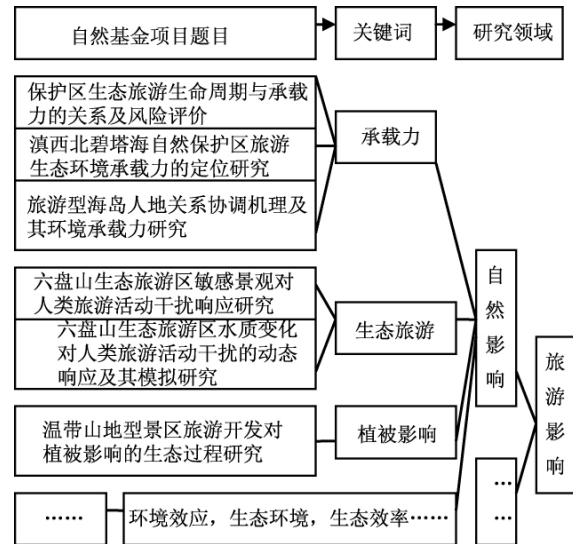 自然基金项目题目
关键词
研究领域
保护区生态旅游生命周期与承载
力的关系及风险评价
滇西北碧塔海自然保护区旅游
生态环境承载力的定位研究
旅游型海岛人地关系协调机理及
其环境承载力研究
承载力
六盘山生态旅游区敏感景观对
人类旅游活动干扰响应研究
六盘山生态旅游区水质变化
对人类旅游活动干扰的动态
响应及其模拟研究
生态旅游
温带山地型景区旅游开发对
植被影响的生态过程研究
植被影响
……
环境效应，生态环境，生态效率……
自然影响
…
…
旅游影响